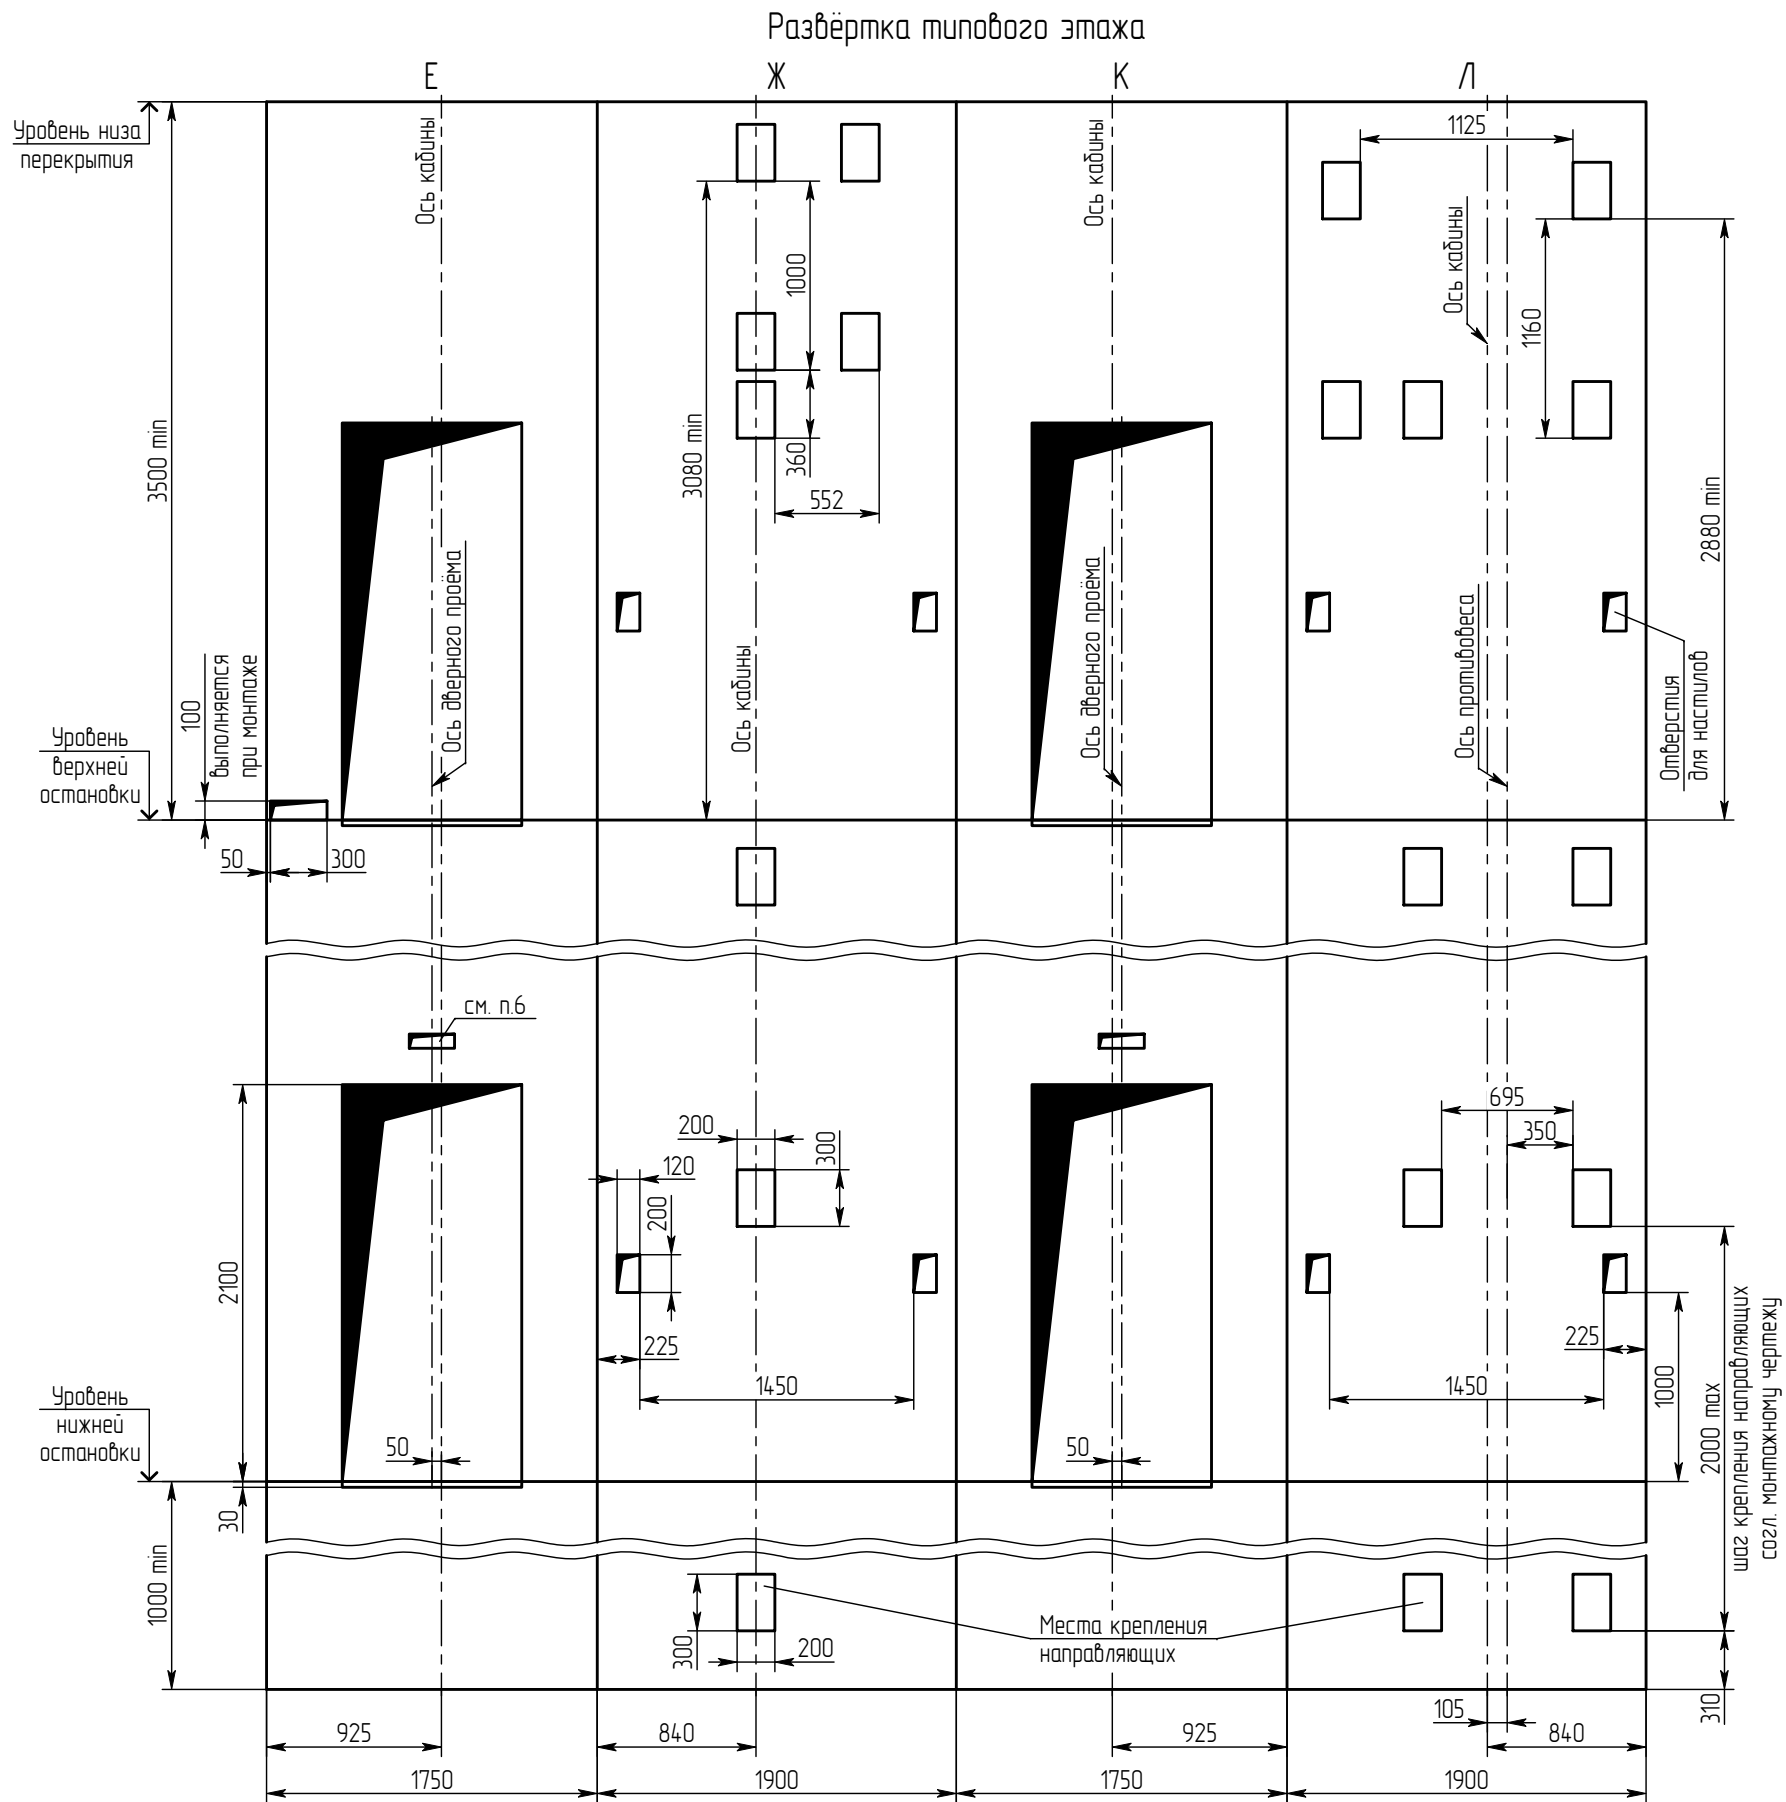 Развёртка типового этажа
Е
Ж
К
Л
Уровень низа
перекрытия
Ось кабины
Ось кабины
1125
Ось кабины
1000
1160
3500 min
3080 min
360
552
2880 min
Ось дверного проёма
Ось дверного проёма
Ось противовеса
Отверстия
для настилов
Ось кабины
100
выполняется
при монтаже
Уровень
верхней
остановки
50
300
см. п.6
2100
200
300
120
200
695
350
225
1450
225
1450
1000
2000 max
шаг крепления направляющих
согл. монтажному чертежу
Уровень
нижней
остановки
50
50
30
1000 min
300
200
Места крепления
направляющих
310
105
925
840
925
840
1750
1900
1750
1900